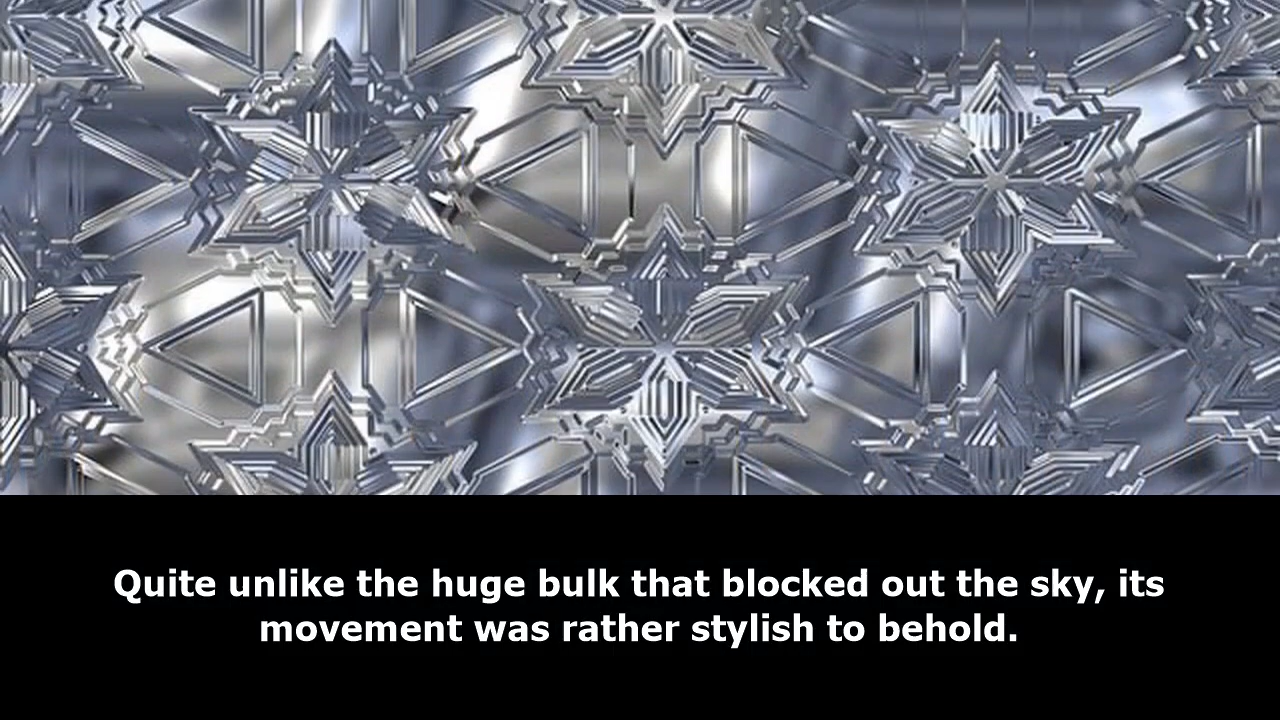 Quite unlike the huge bulk that blocked out the sky, its
movement was rather stylish to behold.